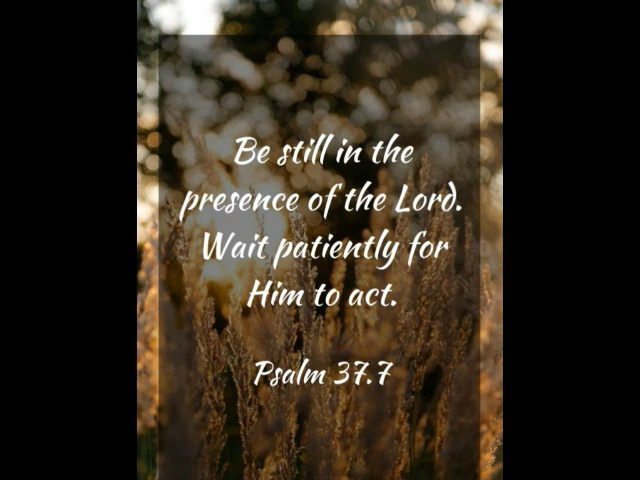 Be still in the
presence of the Lord.
Wait patiently for
Him to act.
Psalm 37.7